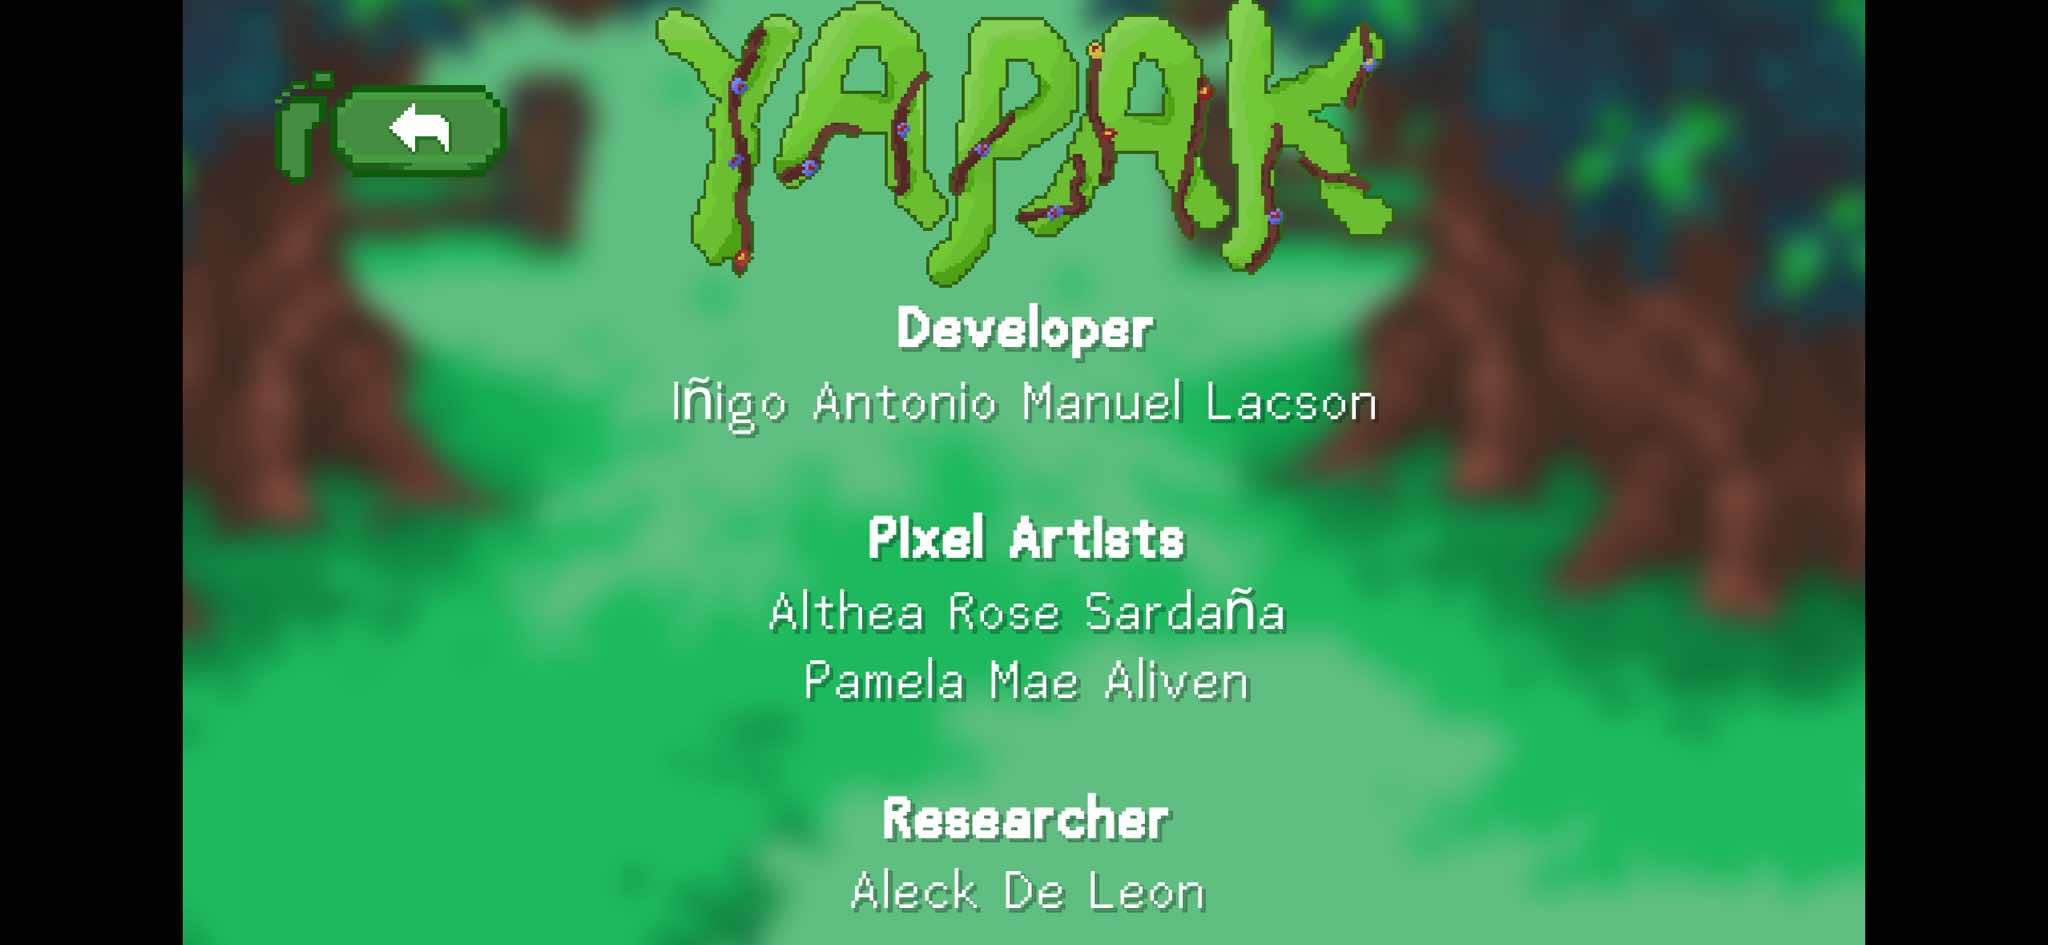 YAPAK
Developer
Iñigo Antonio Manuel Lacson
Pixel Artists
Althea Rose Sardaña
Pamela Mae Aliven
Researcher
Aleck De Leon